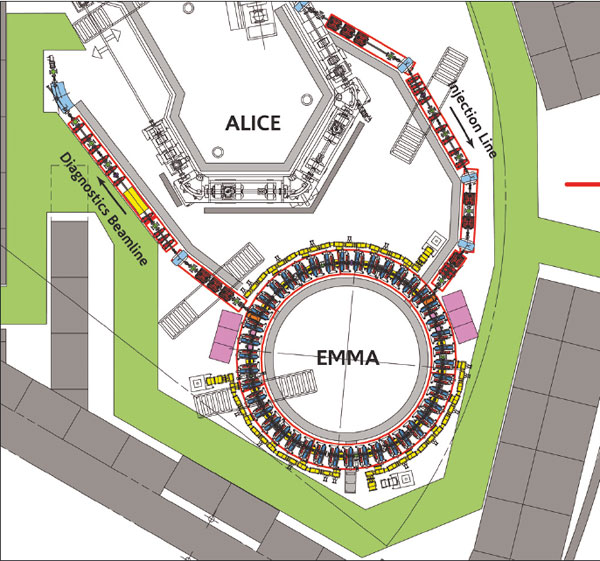 ALICE
Injection Line
Diagnostics Beamline
EMMA